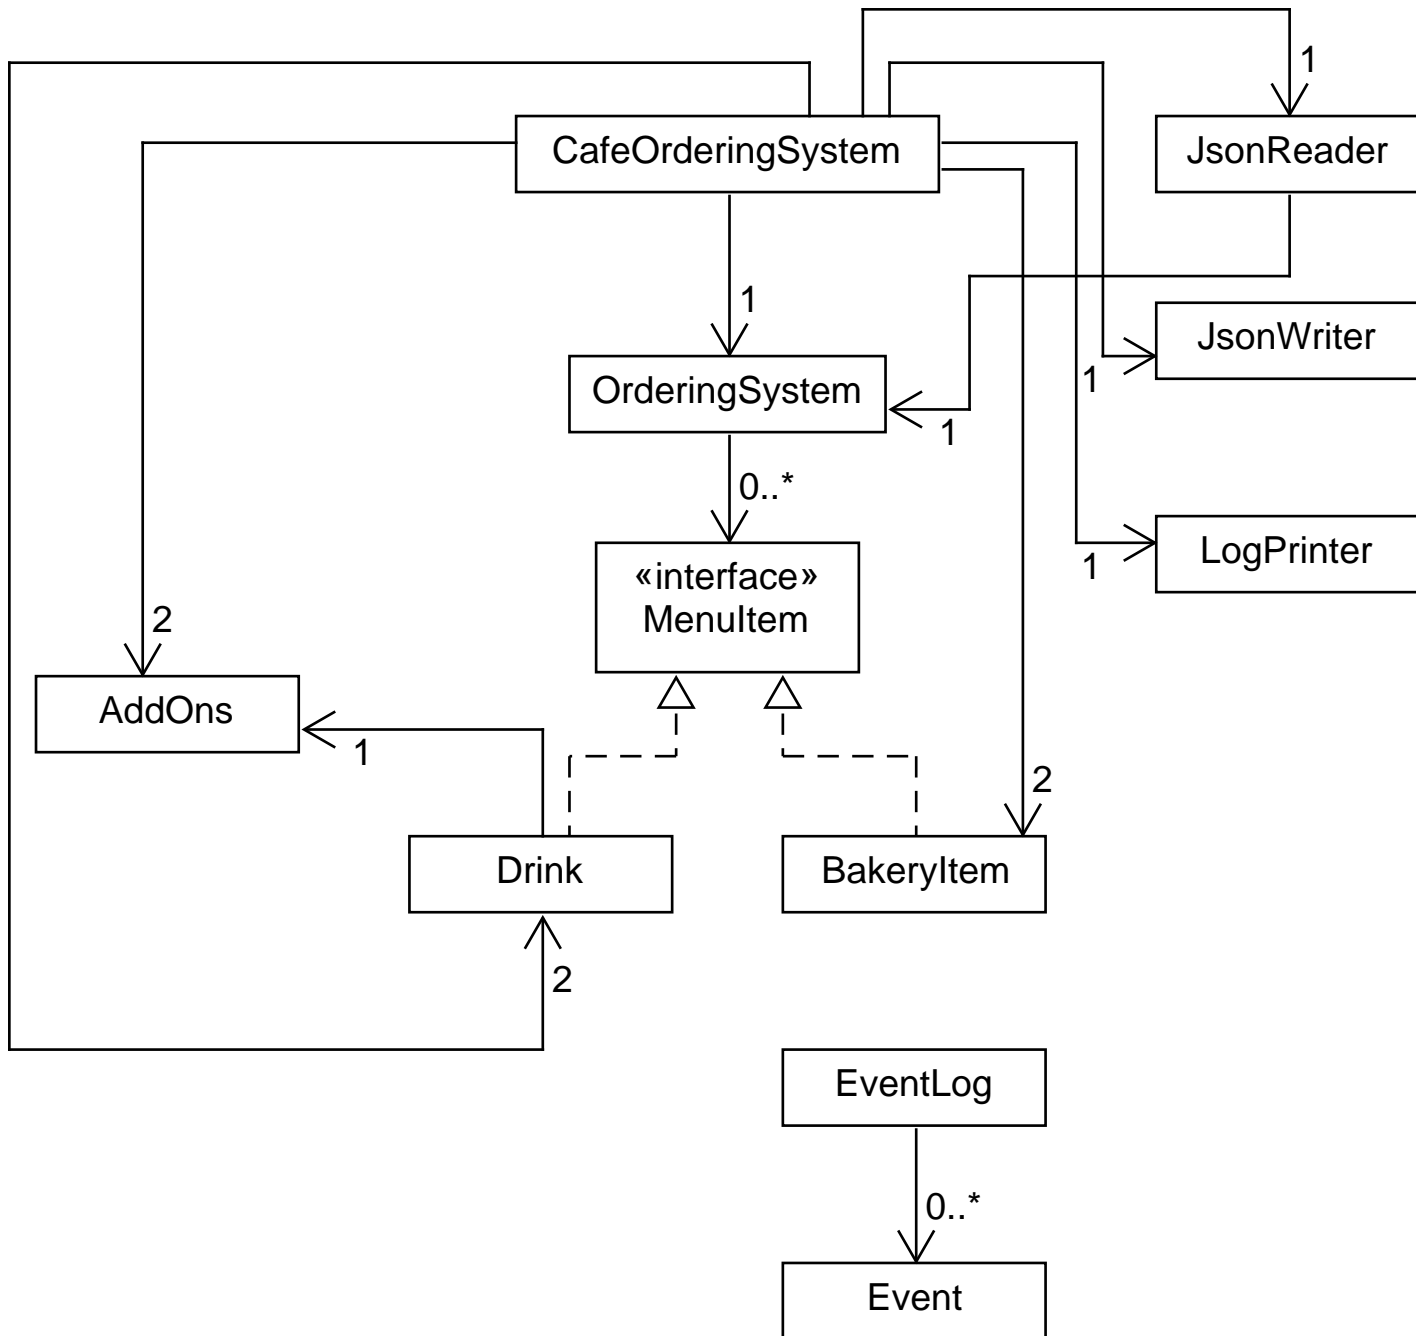 1
CafeOrderingSystem
JsonReader
1
JsonWriter
1
OrderingSystem
1
0..*
LogPrinter
1
«interface»
MenuItem
2
AddOns
1
2
Drink
BakeryItem
2
EventLog
0..*
Event